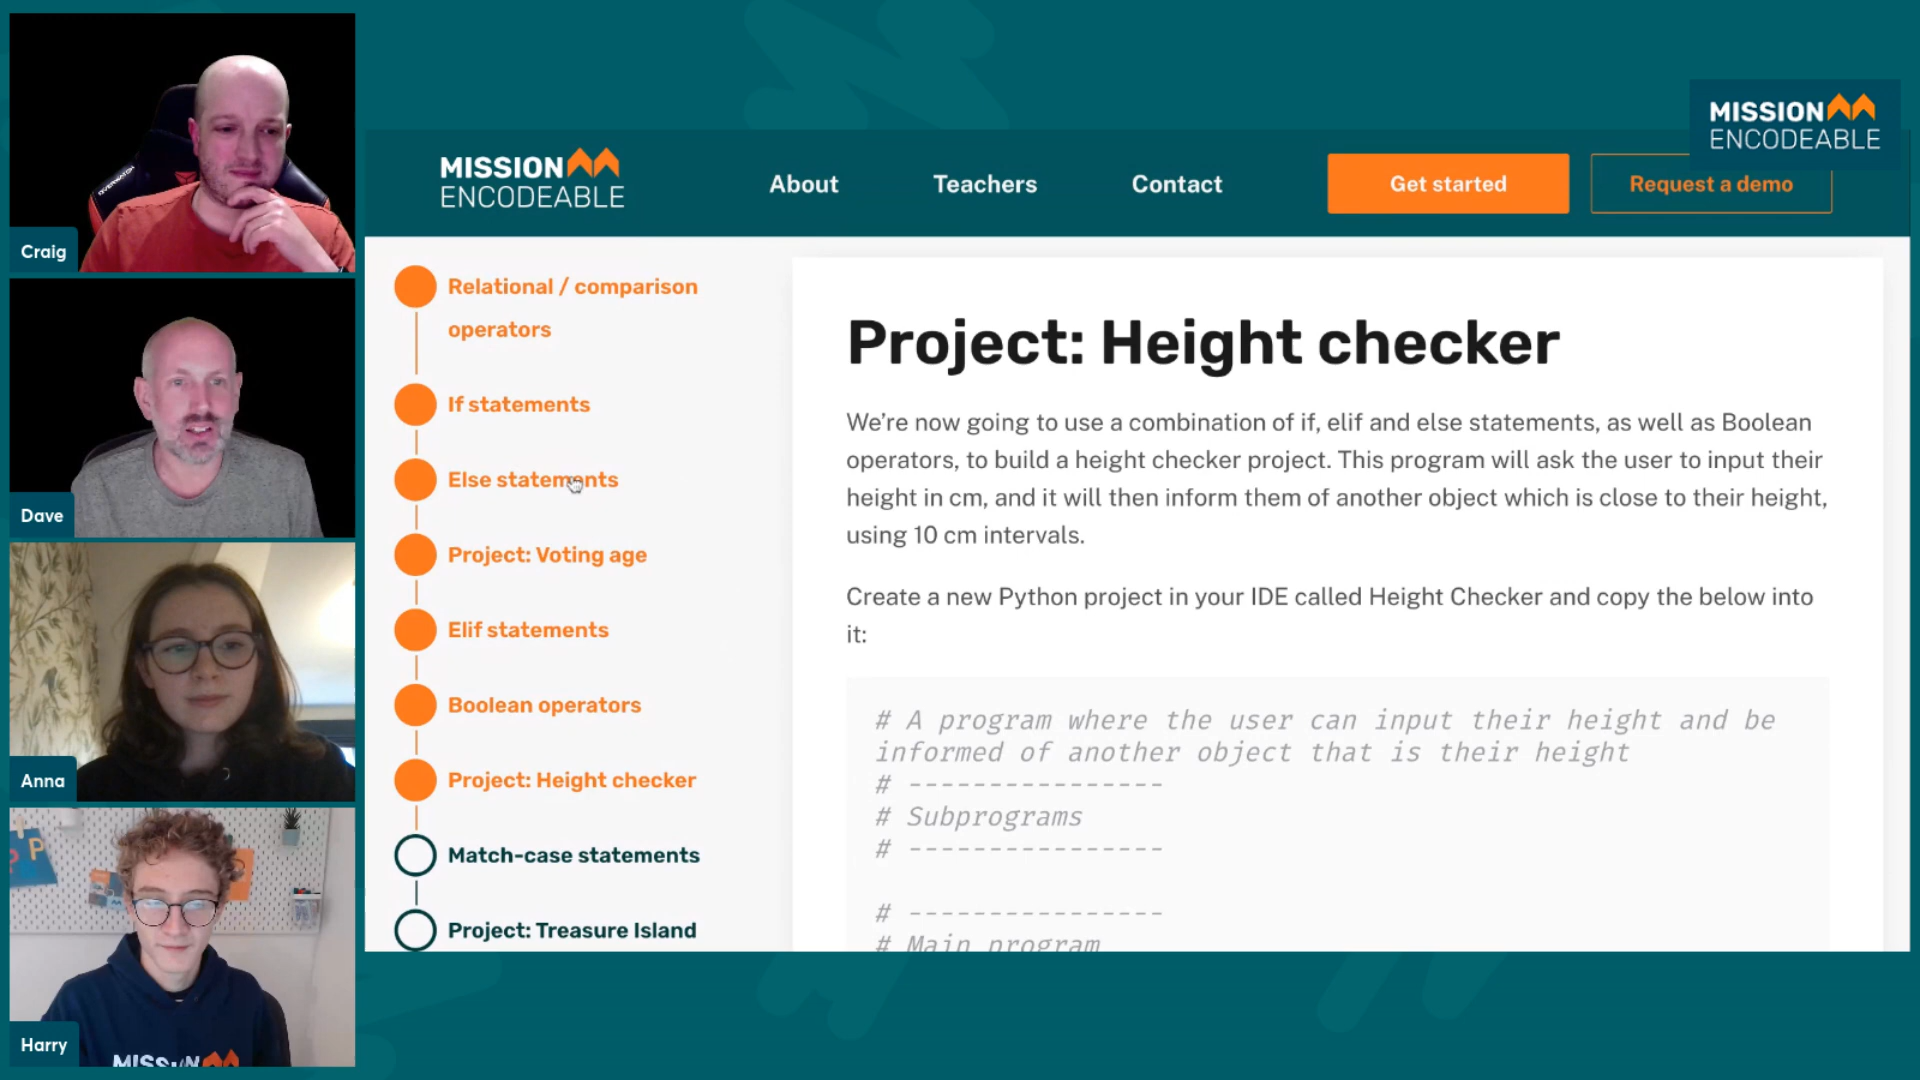 Craig
Dave
Anna
Harry
MISSION
ENCODEABLE
MISSION
ENCODEABLE
About
Teachers
Contact
Get started
Request a demo
Relational / comparison
operators
If statements
Else statements
Project: Voting age
Elif statements
Boolean operators
Project: Height checker
Match-case statements
Project: Treasure Island
Project: Height checker
We’re now going to use a combination of if, elif and else statements, as well as Boolean
operators, to build a height checker project. This program will ask the user to input their
height in cm, and it will then inform them of another object which is close to their height,
using 10 cm intervals.
Create a new Python project in your IDE called Height Checker and copy the below into
it:
# A program where the user can input their height and be
informed of another object that is their height
# ----------------
# Subprograms
# ----------------
# ----------------
# Main program